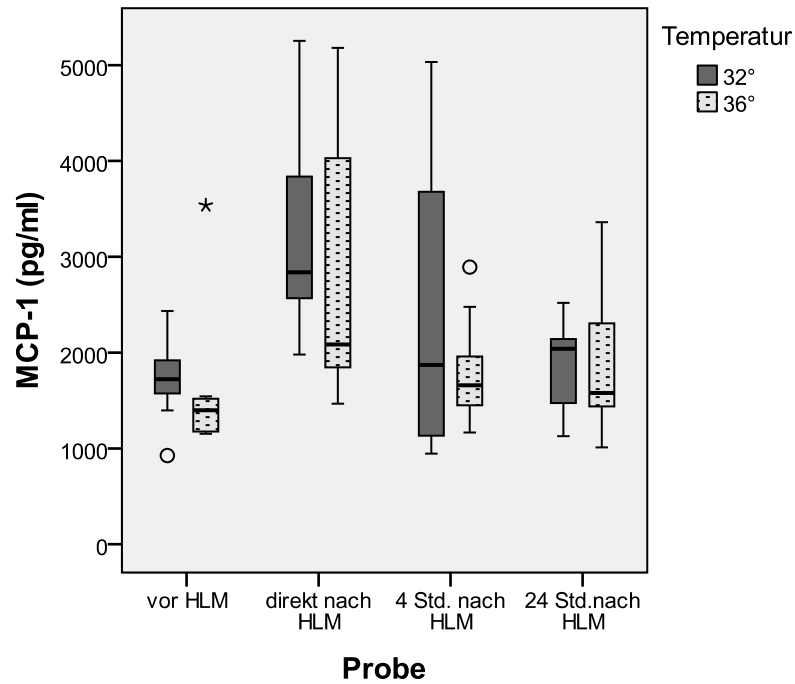 Temperatur
32°
36°
MCP-1 (pg/ml)
5000
4000
3000
2000
1000
0
vor HLM
direkt nach
HLM
4 Std. nach
HLM
24 Std.nach
HLM
Probe